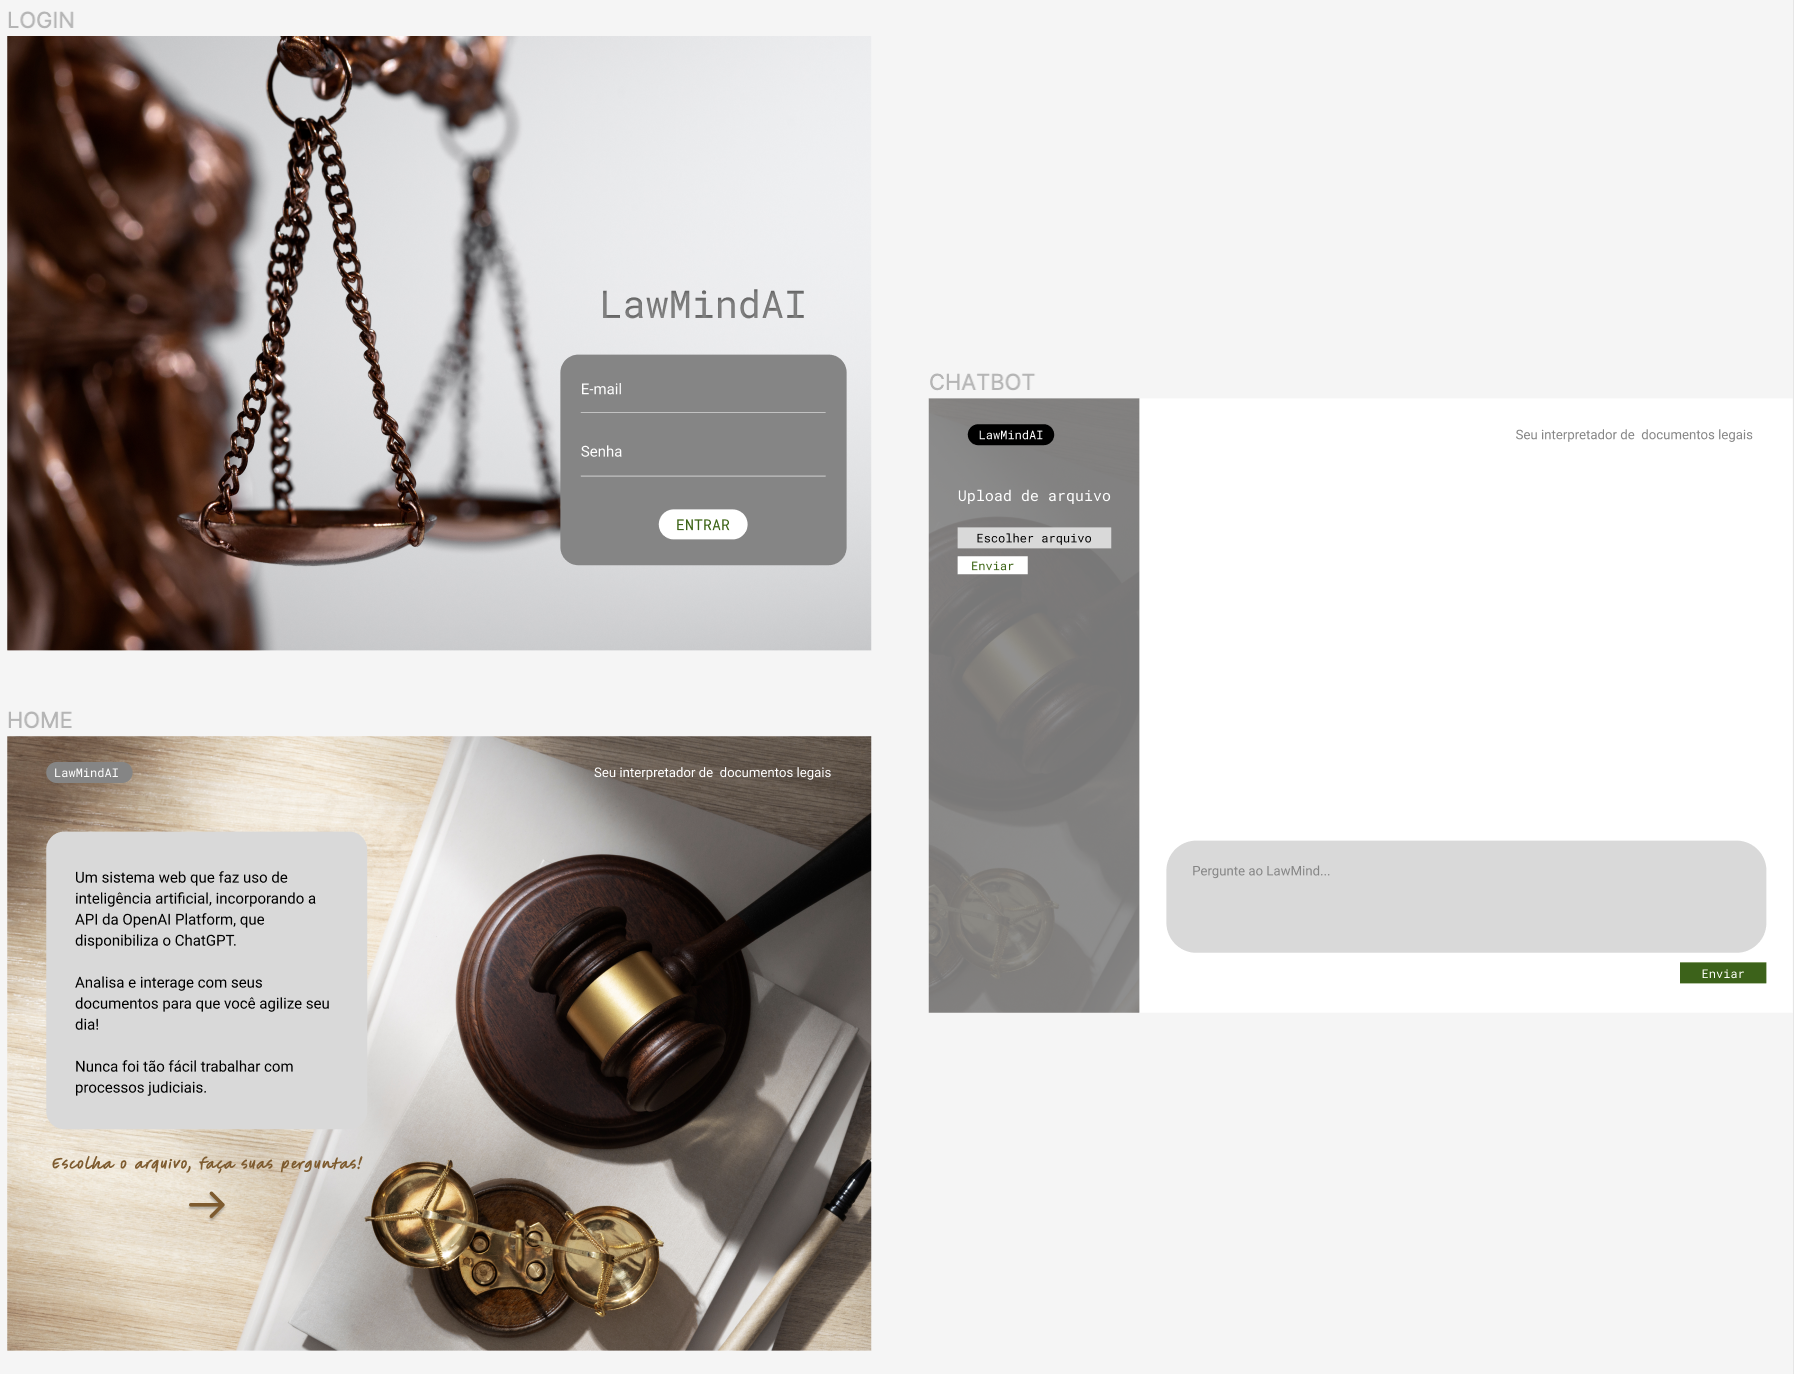 LOGIN
LawMindAI
E-mail
Senha
ENTRAR
HOME
LawMindAI
Seu interpretador de documentos legais
Um sistema web que faz uso de
inteligência artificial, incorporando a
API da OpenAI Platform, que
disponibiliza o ChatGPT.
Analisa e interage com seus
documentos para que você agilize seu
dia!
Nunca foi tão fácil trabalhar com
processos judiciais.
Escolha o arquivo, faça suas perguntas!
CHATBOT
LawMindAI
Seu interpretador de documentos legais
Upload de arquivo
Escolher arquivo
Enviar
Pergunte ao LawMind...
Enviar